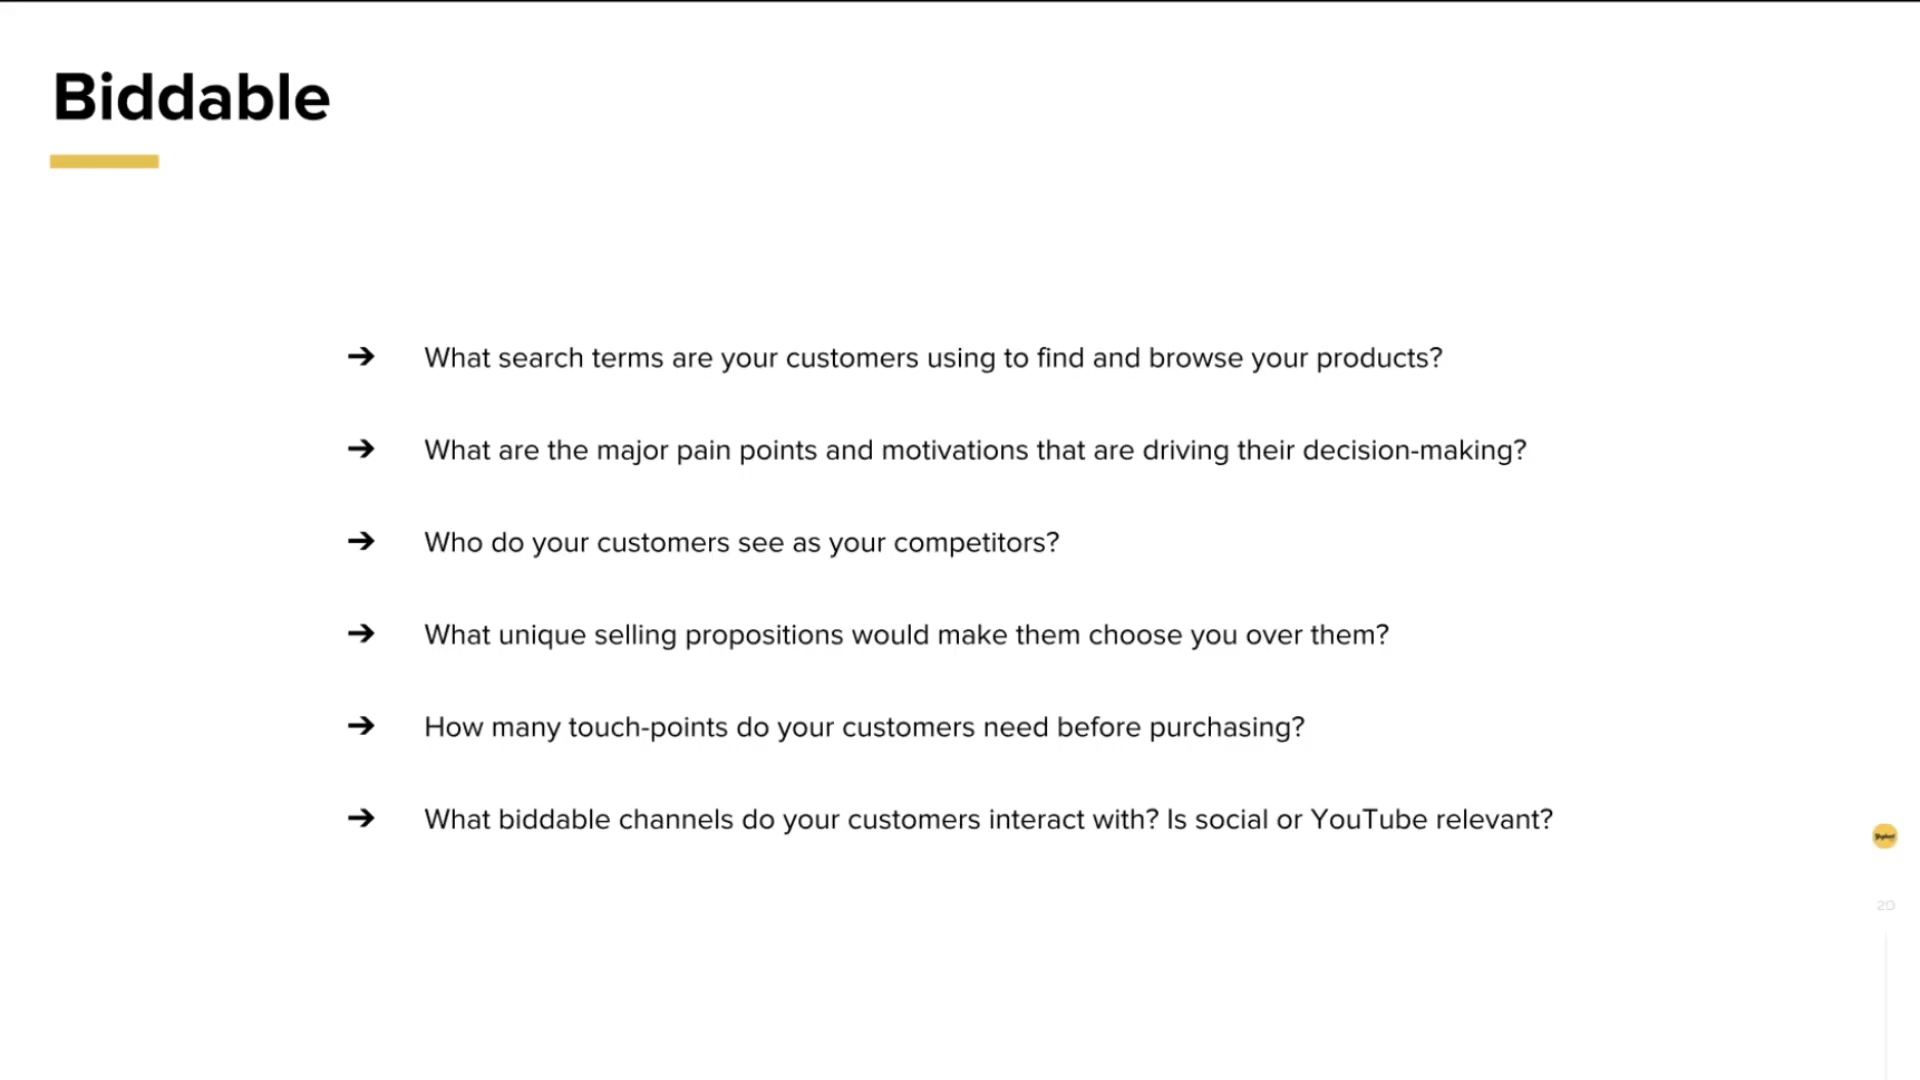 Biddable
➔ What search terms are your customers using to find and browse your products?
➔ What are the major pain points and motivations that are driving their decision-making?
➔ Who do your customers see as your competitors?
➔ What unique selling propositions would make them choose you over them?
➔ How many touch-points do your customers need before purchasing?
➔ What biddable channels do your customers interact with? Is social or YouTube relevant?
20